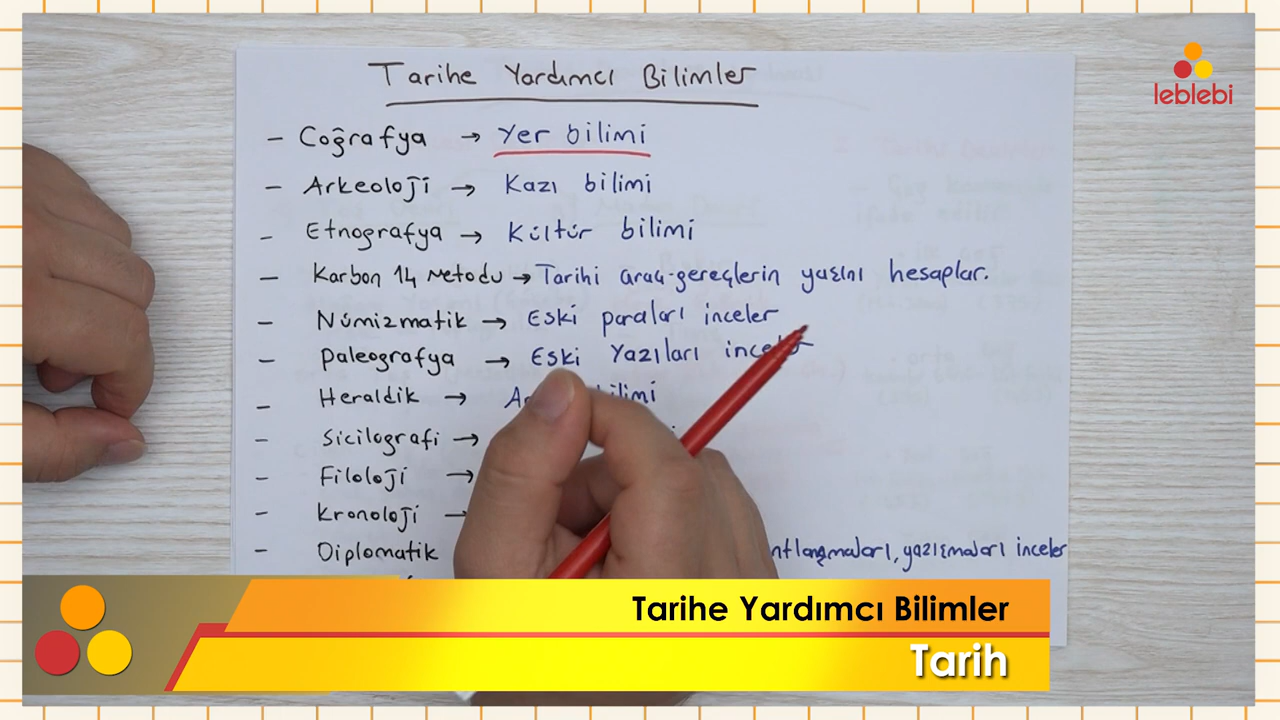 Tarihe Yardımcı Bilimler
leblebi
- Coğrafya → Yer bilimi
- Arkeoloji → Kazı bilimi
- Etnografya → Kültür bilimi
- Karbon 14 Metodu → Tarihi araç-gereçlerin yaşını hesaplar.
- Nümizmatik → Eski paraları inceler
- Paleografya → Eski Yazıları inceler
- Heraldik → bilimi
- Sicilografi →
- Filoloji →
- Kronoloji →
- Diplomatik yazışmaları inceler
Tarihe Yardımcı Bilimler
Tarih